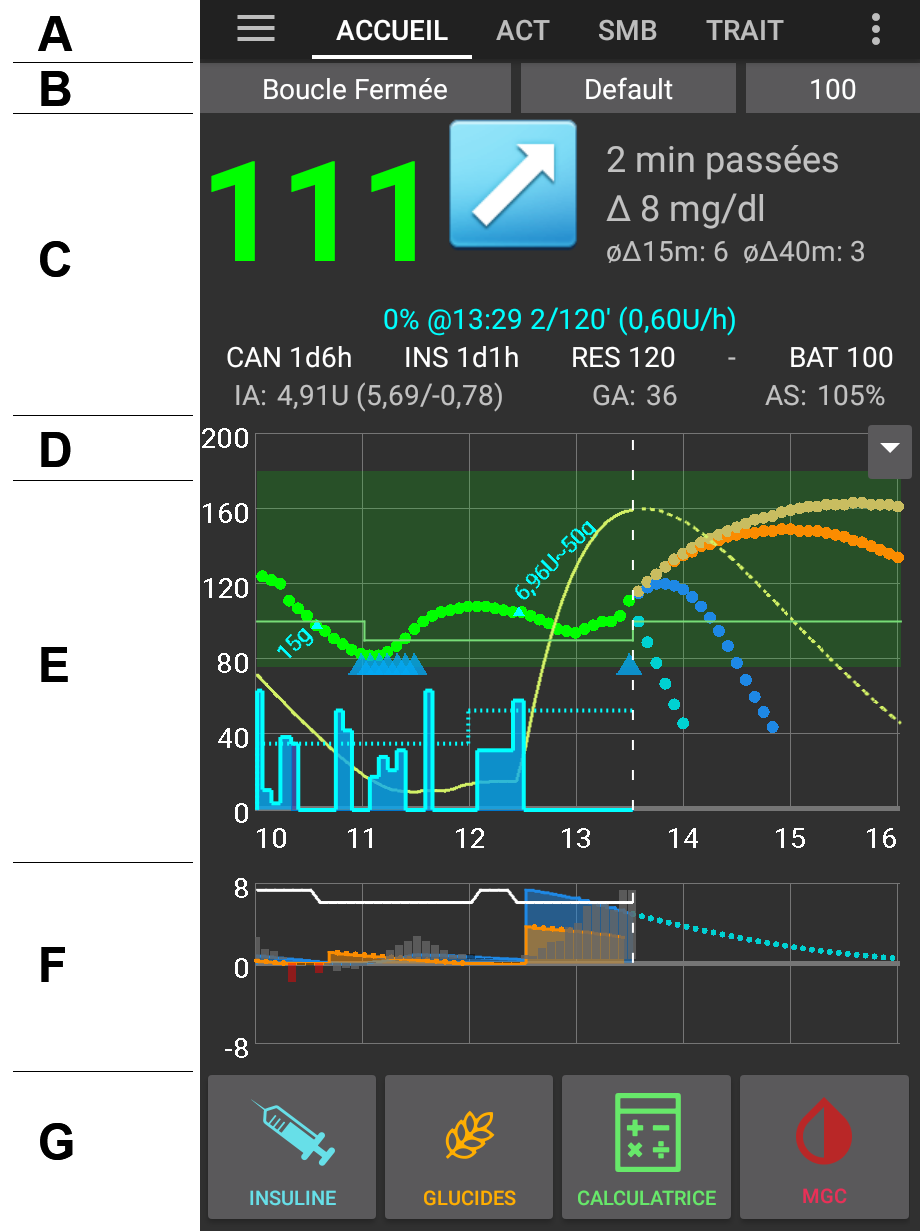 A
ACCUEIL ACT SMB TRAIT
B
Boucle Fermée Default 100
C
111
2 min passées
Δ 8 mg/dl
øΔ15m: 6 øΔ40m: 3
0% @13:29 2/120' (0,60U/h)
CAN 1d6h INS 1d1h RES 120 - BAT 100
IA: 4,91U (5,69/-0,78) GA: 36 AS: 105%
D
200
160
6,96U~50g
120
15g
E
80
40
0
10 11 12 13 14 15 16
8
F
0
-8
G
INSULINE GLUCIDES CALCULATRICE MGC